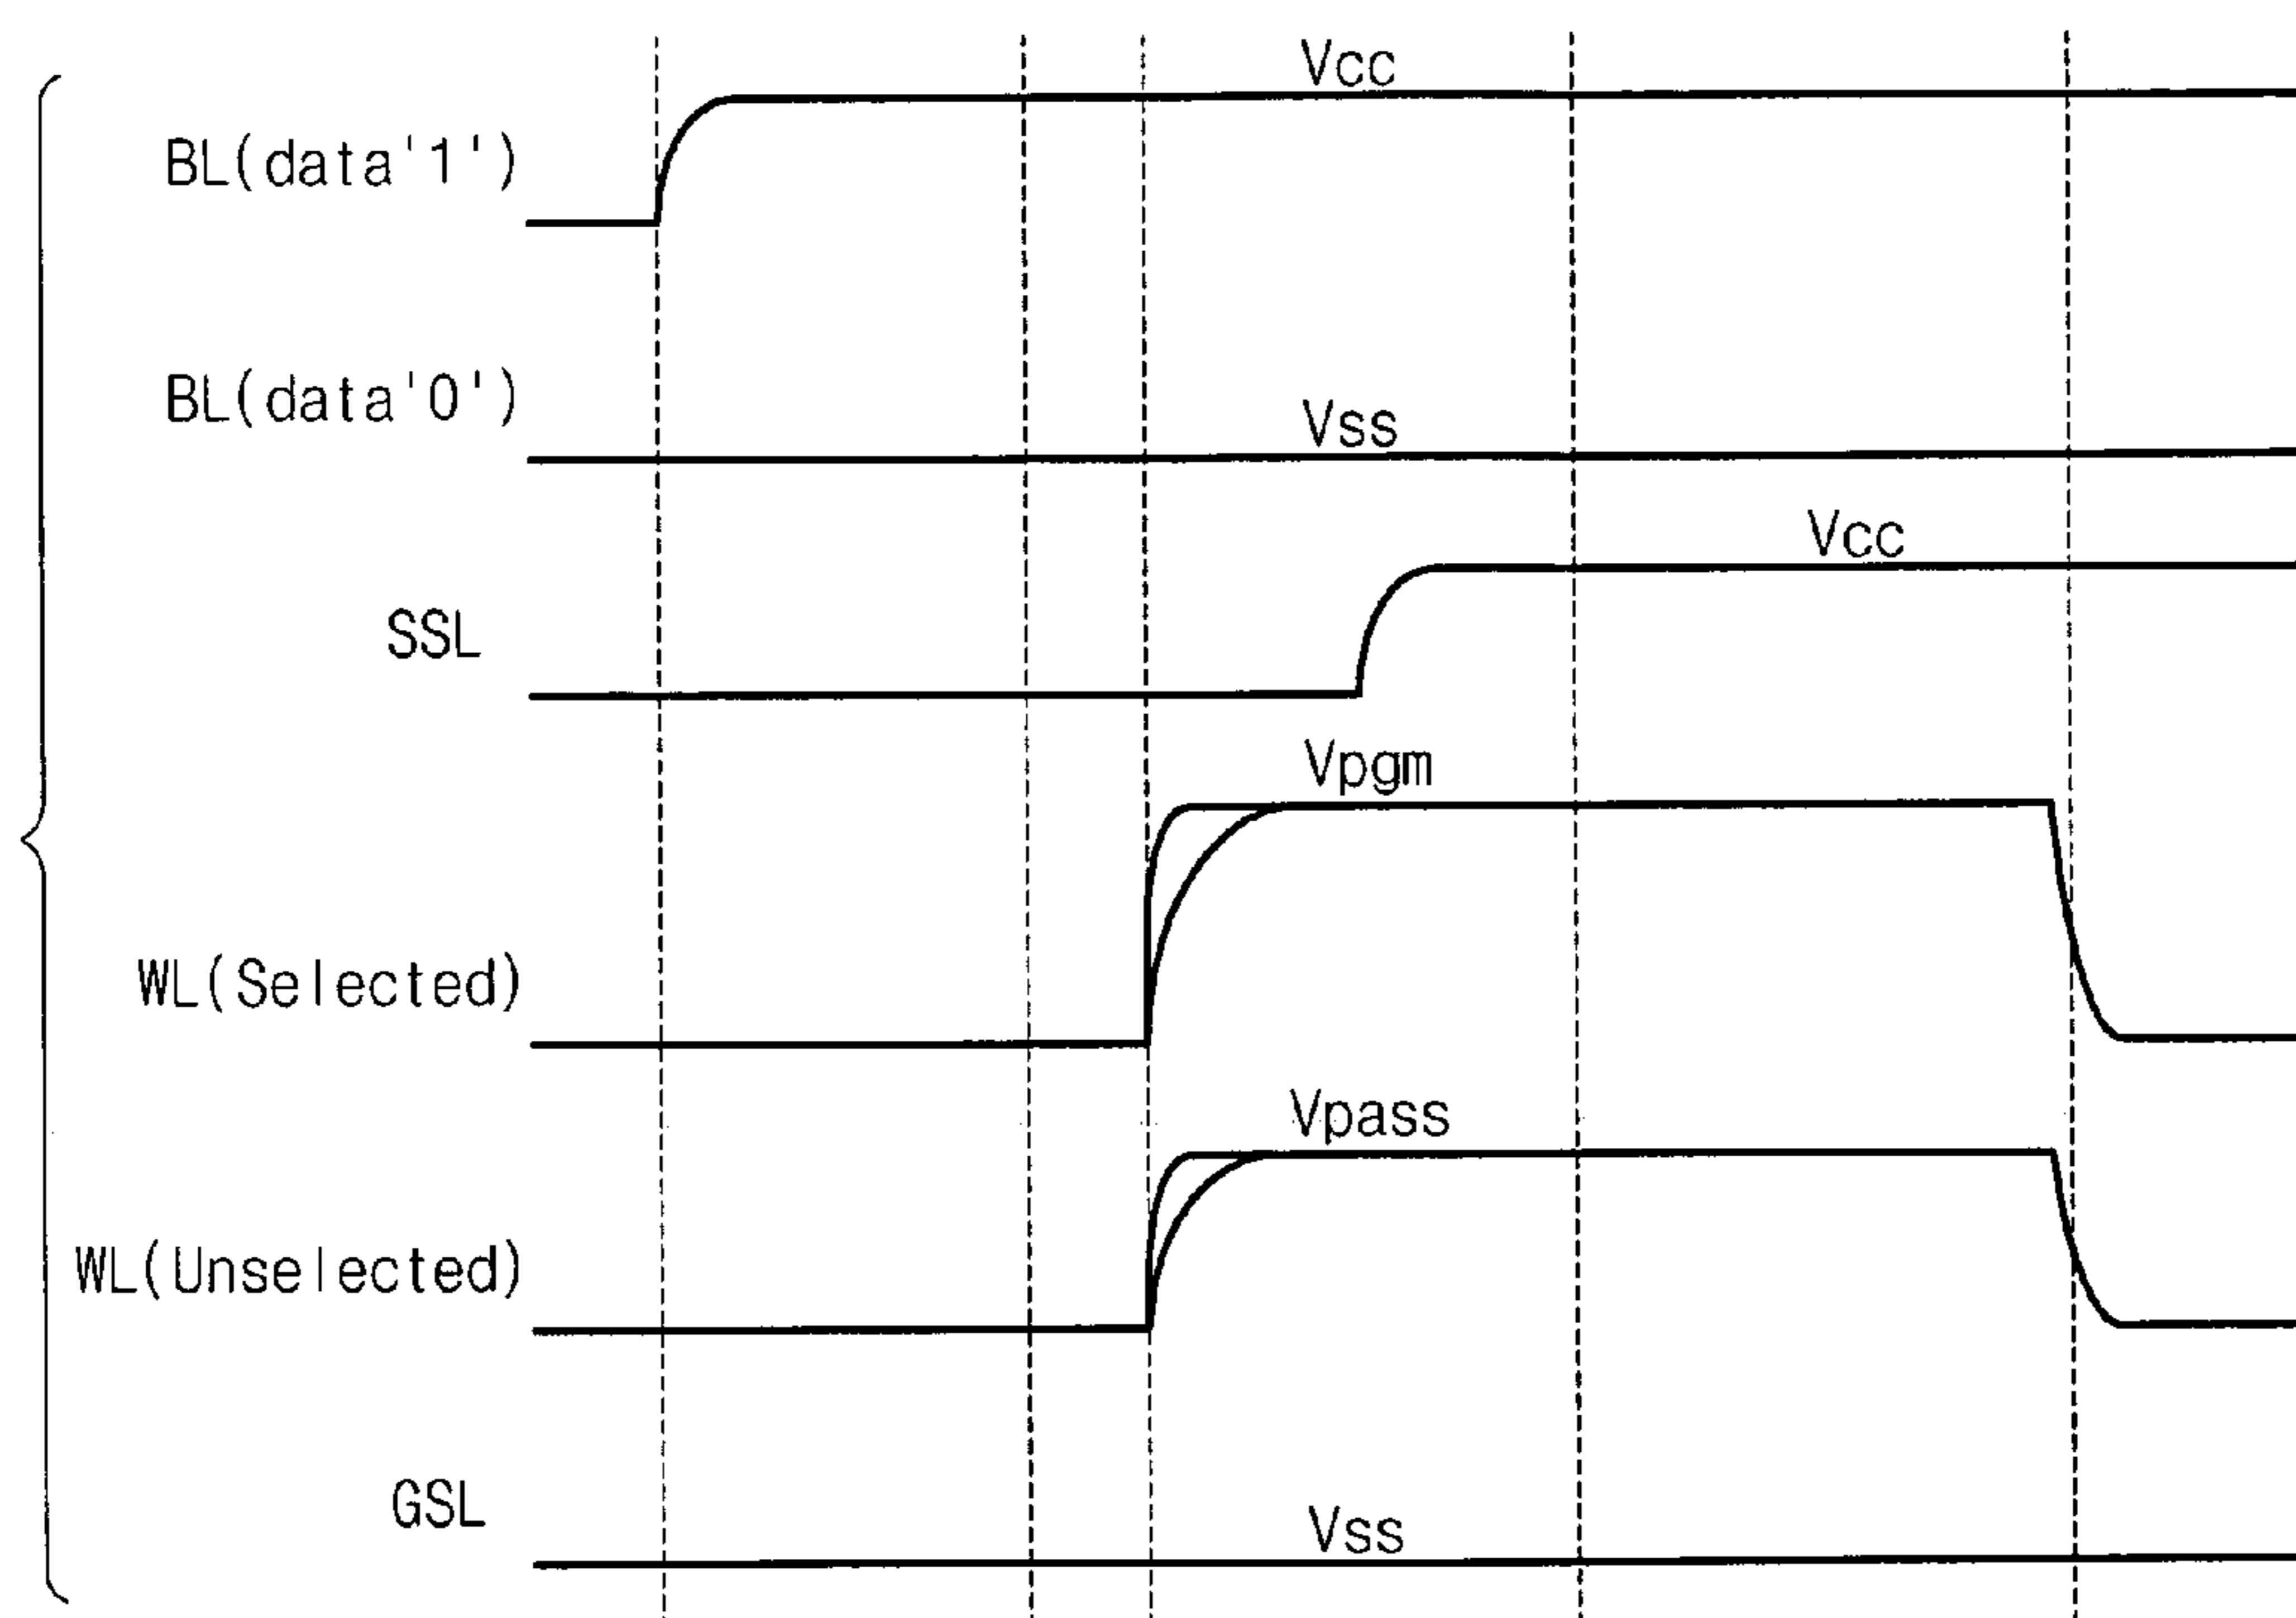 Vcc
BL(data'1')
BL(data'0')
Vss
Vcc
SSL
Vpgm
WL(Selected)
Vpass
WL(Unselected)
GSL
Vss